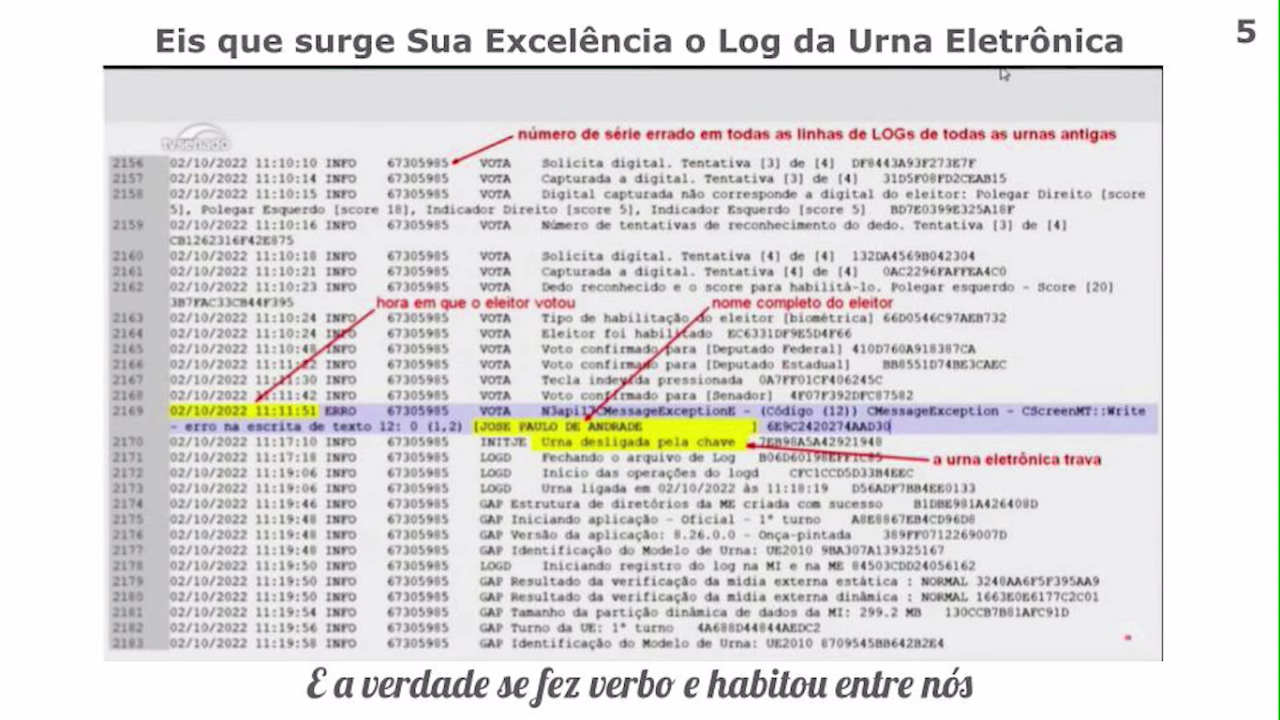 Eis que surge Sua Excelência o Log da Urna Eletrônica
5
tvsenado
número de série errado em todas as linhas de LOGs de todas as urnas antigas
2156 02/10/2022 11:10:10 INFO 67305985 VOTA Solicita digital. Tentativa [3] de [4] DF8443A93F273E7F
2157 02/10/2022 11:10:14 INFO 67305985 VOTA Capturada a digital. Tentativa [3] de [4] 31D5F08FD2CEAB15
2158 02/10/2022 11:10:15 INFO 67305985 VOTA Digital capturada não corresponde a digital do eleitor: Polegar Direito [score
5], Polegar Esquerdo [score 18], Indicador Direito [score 5], Indicador Esquerdo [score 5] BD7E0399E325A18F
2159 02/10/2022 11:10:16 INFO 67305985 VOTA Número de tentativas de reconhecimento do dedo. Tentativa [3] de [4]
CB1262316F42E875
2160 02/10/2022 11:10:18 INFO 67305985 VOTA Solicita digital. Tentativa [4] de [4] 132DA4569B042304
2161 02/10/2022 11:10:21 INFO 67305985 VOTA Capturada a digital. Tentativa [4] de [4] 0AC2296FAFFEA4C0
2162 02/10/2022 11:10:23 INFO 67305985 VOTA Dedo reconhecido e o score para habilitá-lo. Polegar esquerdo - Score [20]
3B7FAC33CB44F395
hora em que o eleitor votou
nome completo do eleitor
2163 02/10/2022 11:10:24 INFO 67305985 VOTA Tipo de habilitação do eleitor [biométrica] 66D0546C97AEB732
2164 02/10/2022 11:10:24 INFO 67305985 VOTA Eleitor foi habilitado EC6331DF9E5D4F66
2165 02/10/2022 11:10:48 INFO 67305985 VOTA Voto confirmado para [Deputado Federal] 410D760A918387CA
2166 02/10/2022 INFO 67305985 VOTA Voto confirmado para [Deputado Estadual] BB8551D74BE3CAEC
2167 02/10/2022 11:11:30 INFO 67305985 VOTA Tecla indevida pressionada 0A7FF01CF406245C
2168 02/10/2022 11:11:42 INFO 67305985 VOTA Voto confirmado para [Senador] 4F07F392DFC87582
2169 02/10/2022 11:11:51 ERRO 67305985 VOTA N3api17CMessageExceptionE - (Código (12)) CMessageException - CScreenMT::Write
- erro na escrita de texto 12: 0 (1,2) [JOSE PAULO DE ANDRADE ] 6E9C2420274AAD30
2170 02/10/2022 11:17:10 INFO 67305985 INITJE Urna desligada pela chave 7EB98A5A42921948
2171 02/10/2022 11:17:18 INFO 67305985 LOGD Fechando o arquivo de Log
a urna eletrônica trava
2172 02/10/2022 11:19:06 INFO 67305985 LOGD Início das operações do logd CFC1CCD5D33B4EEC
2173 02/10/2022 11:19:06 INFO 67305985 LOGD Urna ligada em 02/10/2022 às 11:18:19 D56ADF7BB4EE0133
2174 02/10/2022 11:19:46 INFO 67305985 GAP Estrutura de diretórios da ME criada com sucesso B1DBE981A426408D
2175 02/10/2022 11:19:48 INFO 67305985 GAP Iniciando aplicação - Oficial - 1º turno A8E8867EB4CD96D8
2176 02/10/2022 11:19:48 INFO 67305985 GAP Versão da aplicação: 8.26.0.0 - Onça-pintada 389FF0712269007D
2177 02/10/2022 11:19:48 INFO 67305985 GAP Identificação do Modelo de Urna: UE2010 9BA307A139325167
2178 02/10/2022 11:19:50 INFO 67305985 LOGD Iniciando registro do log na MI e na ME 84503CDD24056162
2179 02/10/2022 11:19:50 INFO 67305985 GAP Resultado da verificação da mídia externa estática : NORMAL 3248AA6F5F395AA9
2180 02/10/2022 11:19:50 INFO 67305985 GAP Resultado da verificação da mídia externa dinâmica : NORMAL 1663E0E6177C2C01
2181 02/10/2022 11:19:54 INFO 67305985 GAP Tamanho da partição dinâmica de dados da MI: 299.2 MB 130CCB7B81AFC91D
2182 02/10/2022 11:19:56 INFO 67305985 GAP Turno da UE: 1º turno 4A688D44844AEDC2
2183 02/10/2022 11:19:58 INFO 67305985 GAP Identificação do Modelo de Urna: UE2010 8709545BB642B2E4
E a verdade se fez verbo e habitou entre nós